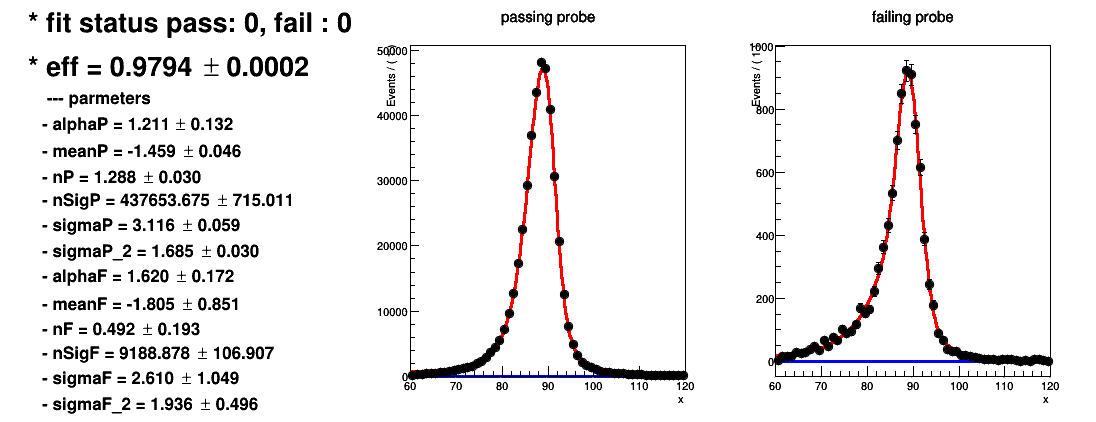 * fit status pass: 0, fail : 0
* eff = 0.9794 ± 0.0002
--- parmeters
- alphaP = 1.211 ± 0.132
- meanP = -1.459 ± 0.046
- nP = 1.288 ± 0.030
- nSigP = 437653.675 ± 715.011
- sigmaP = 3.116 ± 0.059
- sigmaP_2 = 1.685 ± 0.030
- alphaF = 1.620 ± 0.172
- meanF = -1.805 ± 0.851
- nF = 0.492 ± 0.193
- nSigF = 9188.878 ± 106.907
- sigmaF = 2.610 ± 1.049
- sigmaF_2 = 1.936 ± 0.496
passing probe
Events / (
40000
30000
20000
10000
0
60 70 80 90 100 110 120
x
failing probe
Events / (
1000
800
600
400
200
0
60 70 80 90 100 110 120
x